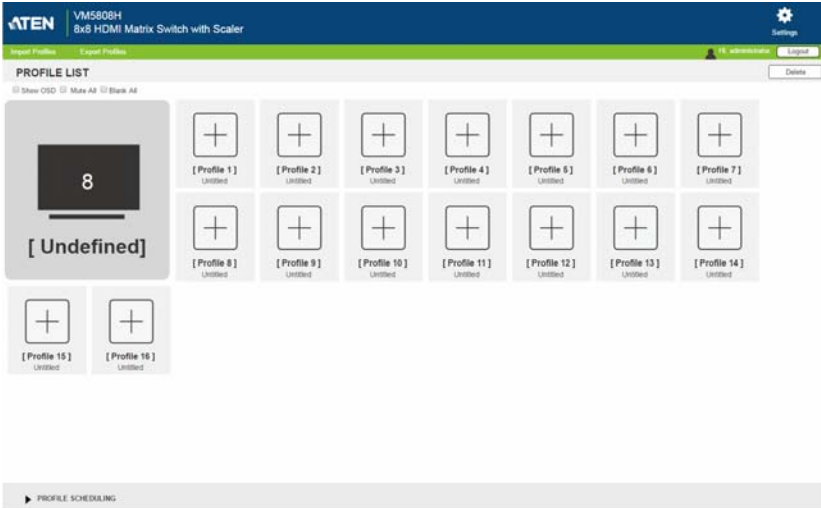 ATEN
VM5808H
8x8 HDMI Matrix Switch with Scaler
Settings
Import Profiles Export Profiles
Hi, administrator Logout
PROFILE LIST
Delete
Show OSD Mute All Blank All
8
[ Undefined]
[ Profile 1 ] [ Profile 2 ] [ Profile 3 ] [ Profile 4 ] [ Profile 5 ] [ Profile 6 ] [ Profile 7 ]
Untitled Untitled Untitled Untitled Untitled Untitled Untitled
[ Profile 8 ] [ Profile 9 ] [ Profile 10 ] [ Profile 11 ] [ Profile 12 ] [ Profile 13 ] [ Profile 14 ]
Untitled Untitled Untitled Untitled Untitled Untitled Untitled
[ Profile 15 ] [ Profile 16 ]
Untitled Untitled
PROFILE SCHEDULING